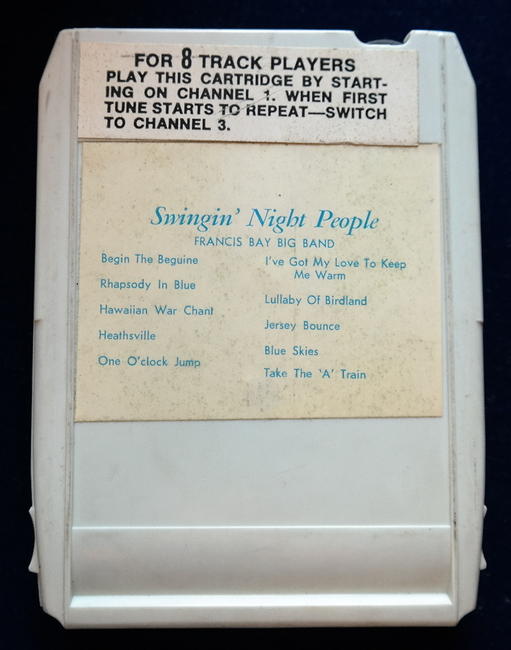 FOR 8 TRACK PLAYERS
PLAY THIS CARTRIDGE BY START-
ING ON CHANNEL 1. WHEN FIRST
TUNE STARTS TO REPEAT—SWITCH
TO CHANNEL 3.
Swingin' Night People
FRANCIS BAY BIG BAND
Begin The Beguine
Rhapsody In Blue
Hawaiian War Chant
Heathsville
One O'clock Jump
I've Got My Love To Keep
Me Warm
Lullaby Of Birdland
Jersey Bounce
Blue Skies
Take The 'A' Train